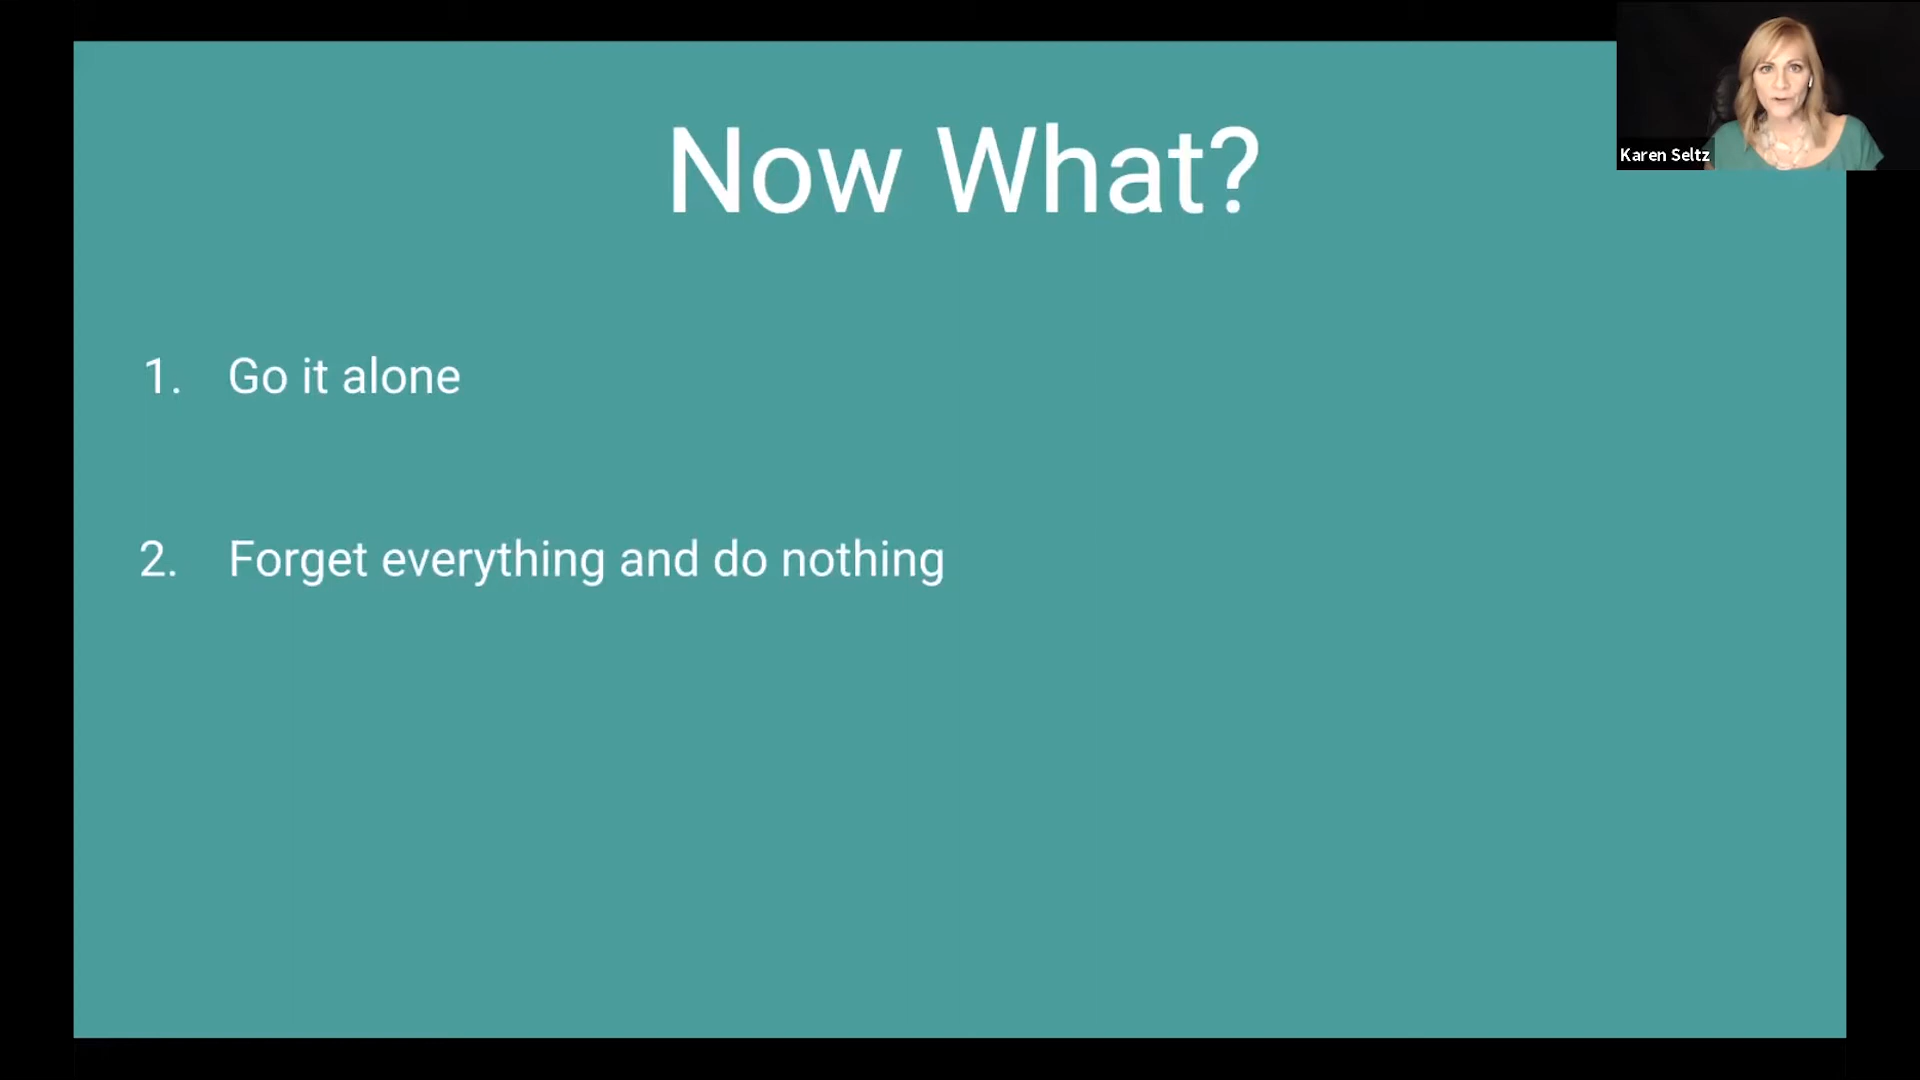 Now What?
Karen Seltz
1. Go it alone
2. Forget everything and do nothing